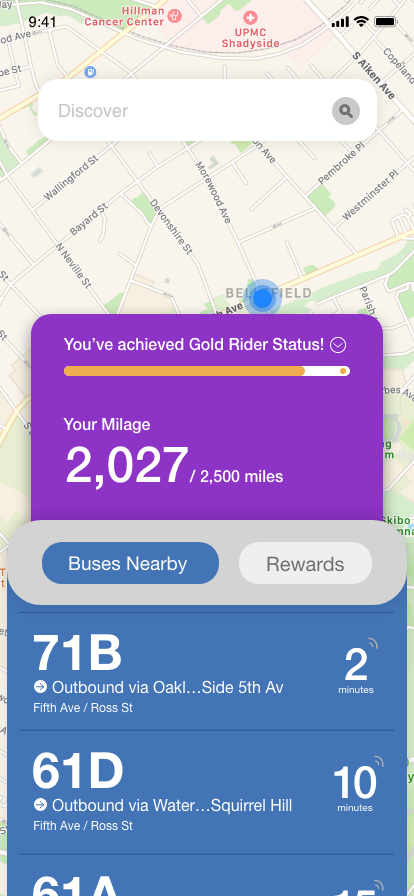 9:41
Hillman
Cancer Center
UPMC
Shadyside
S Aiken Ave
Copeland
Discover
Pembroke Pl
Westminster Pl
Wallingford St
Morewood Ave
Devonshire St
Bayard St
N Neville St
Parish
You've achieved Gold Rider Status!
Your Milage
2,027 / 2,500 miles
Skibo
Buses Nearby
Rewards
71B
2
minutes
Outbound via Oakl...Side 5th Av
Fifth Ave / Ross St
61D
10
minutes
Outbound via Water...Squirrel Hill
Fifth Ave / Ross St
61A
15